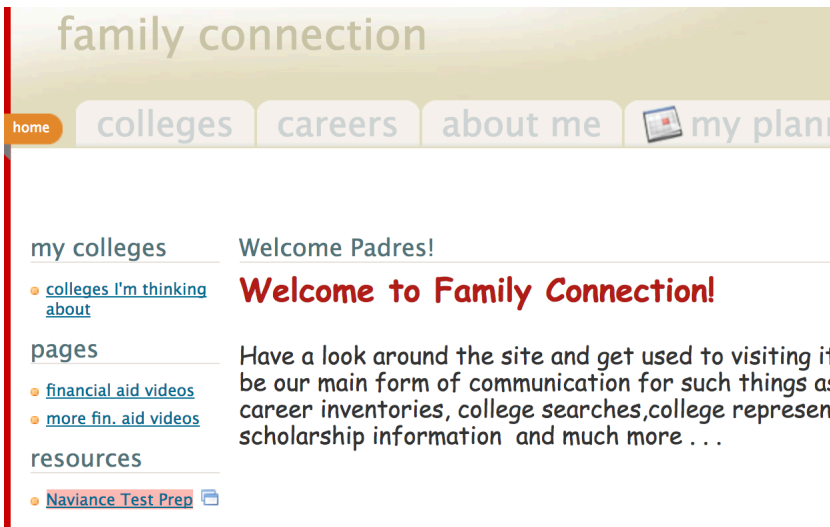 family connection
home
colleges
careers
about me
my plann
my colleges
colleges I'm thinking
about
pages
financial aid videos
more fin. aid videos
resources
Naviance Test Prep
Welcome Padres!
Welcome to Family Connection!
Have a look around the site and get used to visiting it
be our main form of communication for such things as
career inventories, college searches,college represen
scholarship information and much more . . .